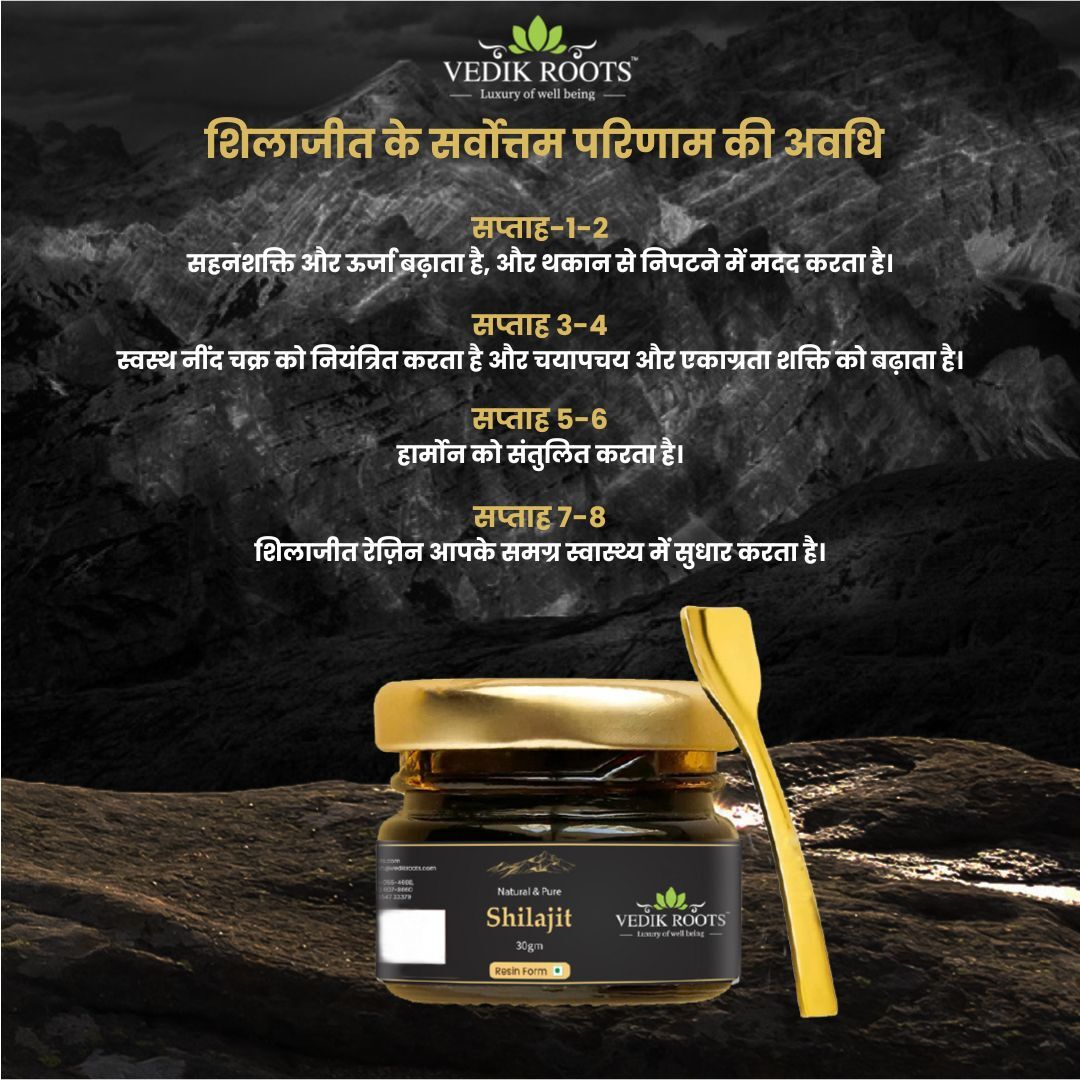 VEDIK ROOTS™
Luxury of well being
शिलाजीत के सर्वोत्तम परिणाम की अवधि
सप्ताह-1-2
सहनशक्ति और ऊर्जा बढ़ाता है, और थकान से निपटने में मदद करता है।
सप्ताह 3-4
स्वस्थ नींद चक्र को नियंत्रित करता है और चयापचय और एकाग्रता शक्ति को बढ़ाता है।
सप्ताह 5-6
हार्मोन को संतुलित करता है।
सप्ताह 7-8
शिलाजीत रेज़िन आपके समग्र स्वास्थ्य में सुधार करता है।
Natural & Pure
Shilajit
30gm
Resin Form
VEDIK ROOTS
Luxury of well being